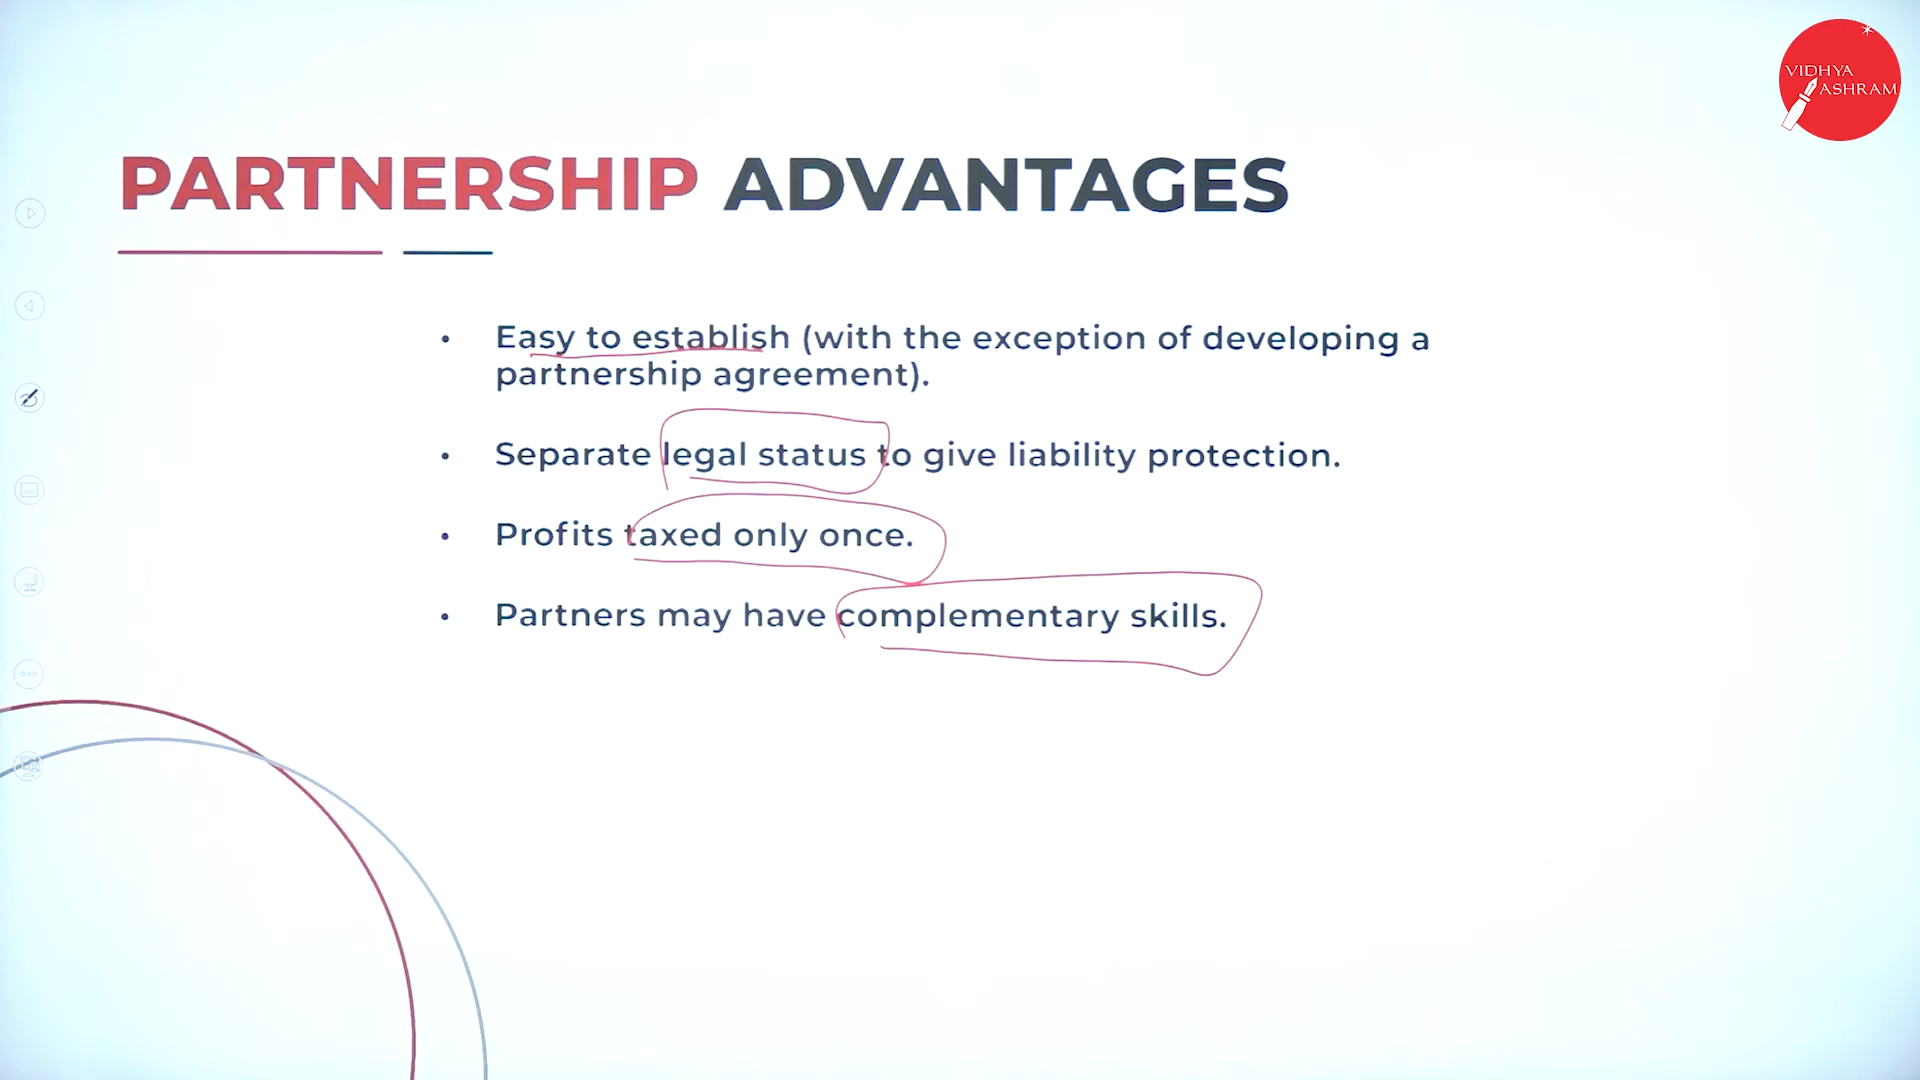 VIDHYA
ASHRAM
PARTNERSHIP ADVANTAGES
• Easy to establish (with the exception of developing a
partnership agreement).
• Separate legal status to give liability protection.
• Profits taxed only once.
• Partners may have complementary skills.